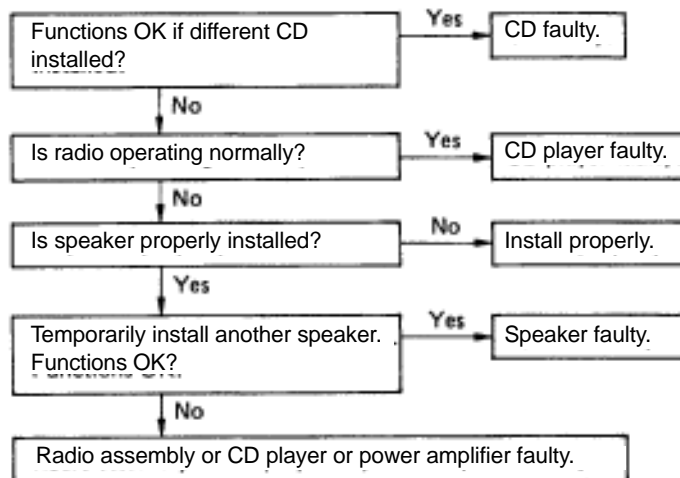 Functions OK if different CD
installed?
Yes
CD faulty.
No
Is radio operating normally?
Yes
CD player faulty.
No
Is speaker properly installed?
No
Install properly.
Yes
Temporarily install another speaker.
Functions OK?
Yes
Speaker faulty.
No
Radio assembly or CD player or power amplifier faulty.